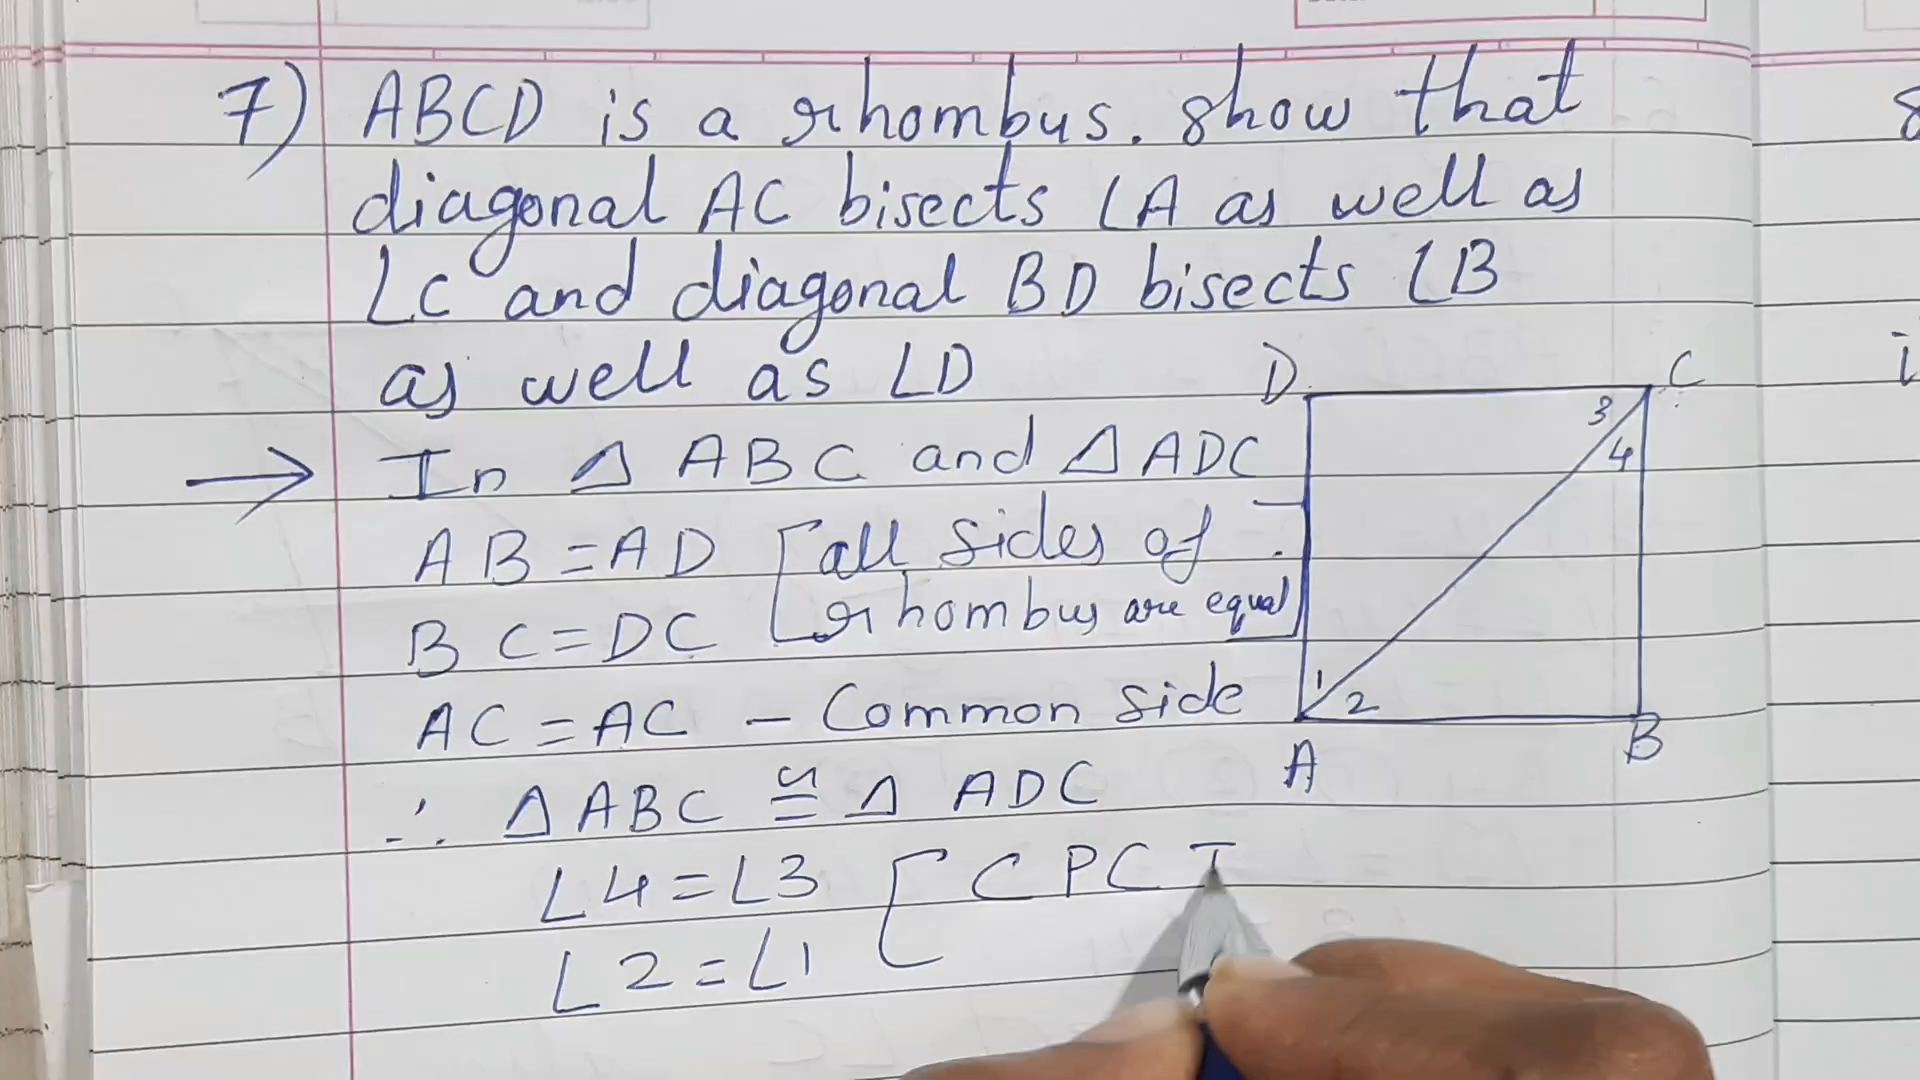 7) ABCD is a rhombus. show that
diagonal AC bisects ∠A as well as
∠C and diagonal BD bisects ∠B
as well as ∠D
D
C
3
4
→ In △ ABC and △ ADC
AB = AD [all sides of
BC = DC rhombus are equal]
1
2
AC = AC - Common side
A
B
∴ △ ABC ≅ △ ADC
∠4 = ∠3 [CPCT
∠2 = ∠1